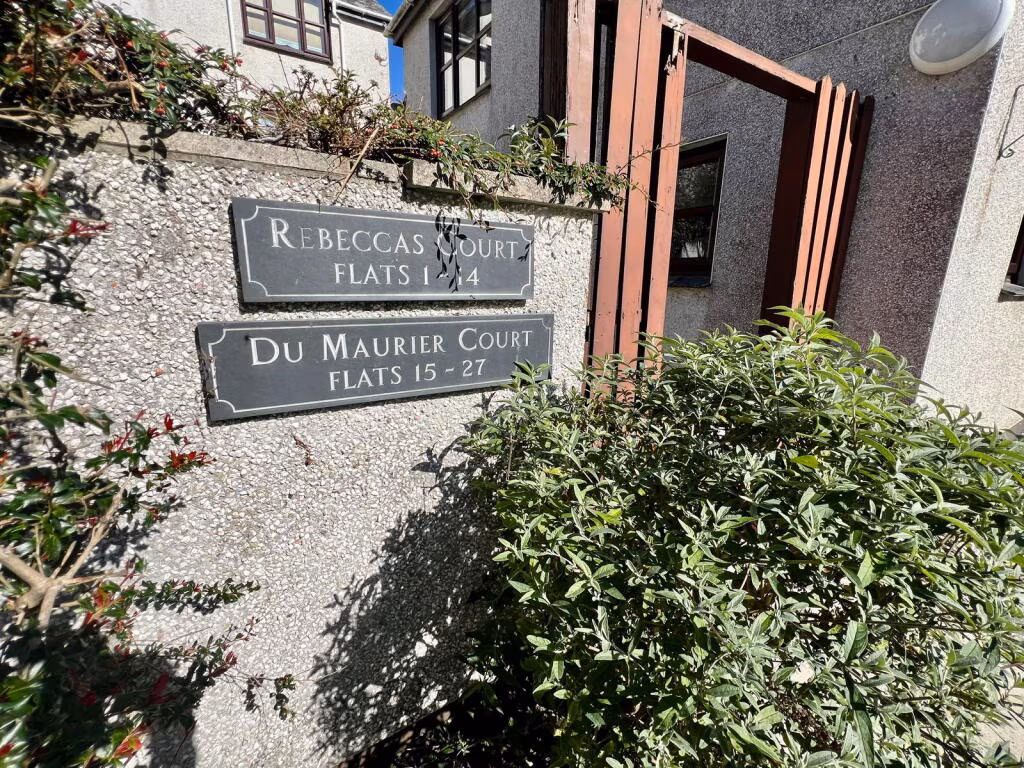 REBECCAS COURT
FLATS 1 - 14
DU MAURIER COURT
FLATS 15 - 27